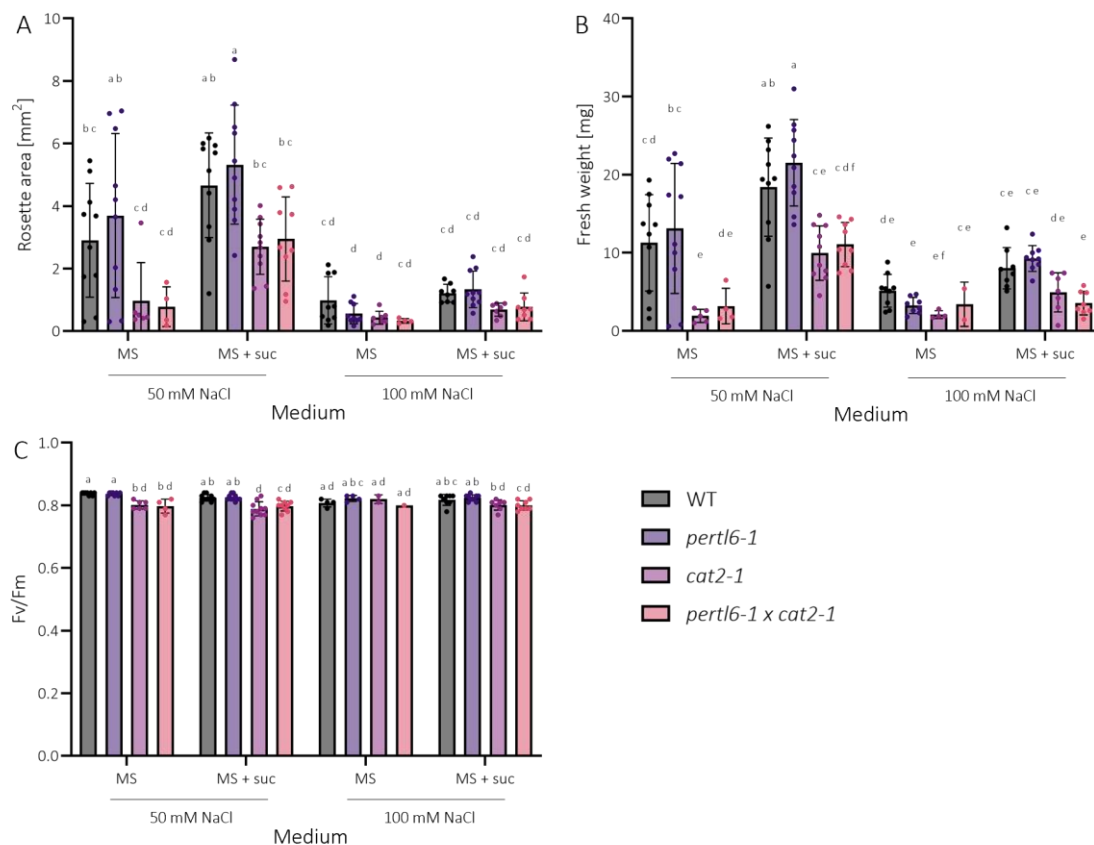 A
Rosette area [mm²]
10
8
6
4
2
0
b c
a b
c d
c d
a b
a
b c
b c
c d
d
d
c d
c d
c d
c d
c d
MS
MS + suc
MS
MS + suc
50 mM NaCl
100 mM NaCl
Medium
B
Fresh weight [mg]
40
30
20
10
0
c d
b c
e
d e
a b
a
c e
c d f
d e
e
e f
c e
c e
c e
d e
e
MS
MS + suc
MS
MS + suc
50 mM NaCl
100 mM NaCl
Medium
C
Fv/Fm
1.0
0.8
0.6
0.4
0.2
0.0
a
a
b d
b d
a b
a b
d
c d
a d
a b c
a d
a d
a b c
a b
b d
c d
MS
MS + suc
MS
MS + suc
50 mM NaCl
100 mM NaCl
Medium
WT
pertl6-1
cat2-1
pertl6-1 x cat2-1